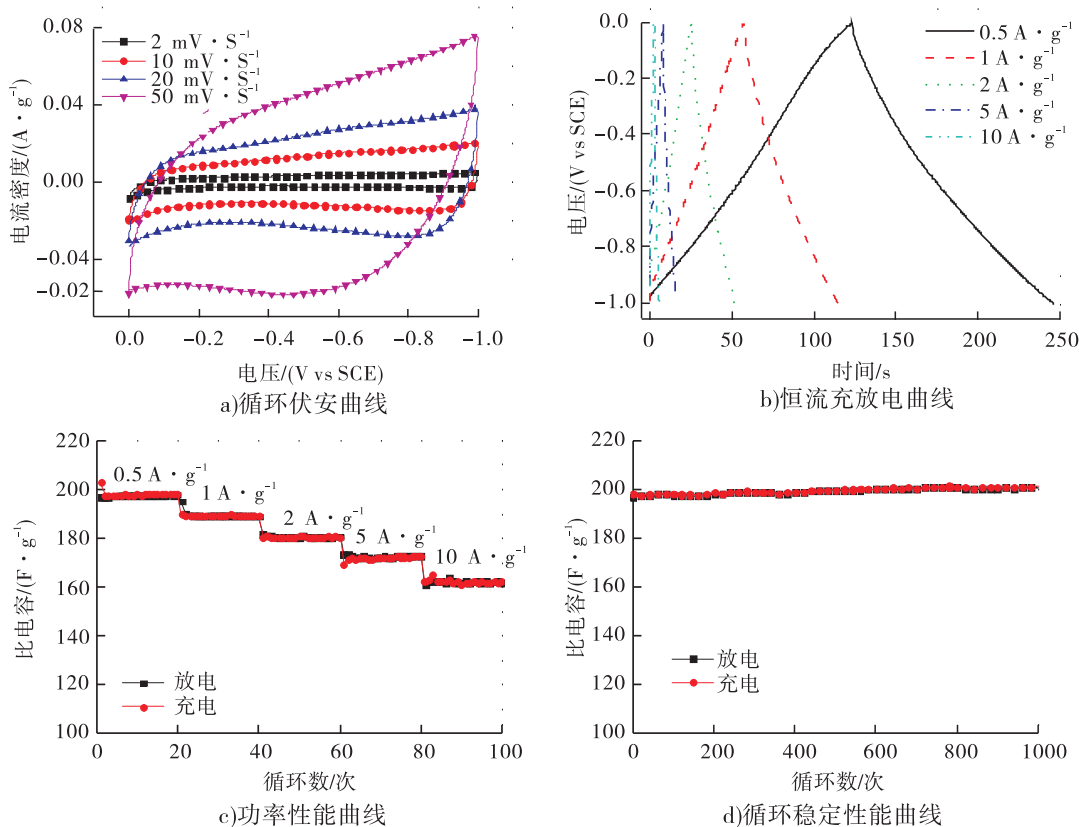 0.08
0.04
0.00
-0.04
-0.02
电流密度/(A·g⁻¹)
2 mV·S⁻¹
10 mV·S⁻¹
20 mV·S⁻¹
50 mV·S⁻¹
0.0 -0.2 -0.4 -0.6 -0.8 -1.0
电压/(V vs SCE)
a)循环伏安曲线
0.0
-0.2
-0.4
-0.6
-0.8
-1.0
电压/(V vs SCE)
0.5 A·g⁻¹
1 A·g⁻¹
2 A·g⁻¹
5 A·g⁻¹
10 A·g⁻¹
0 50 100 150 200 250
时间/s
b)恒流充放电曲线
220
200
180
160
140
120
100
比电容/(F·g⁻¹)
0.5 A·g⁻¹
1 A·g⁻¹
2 A·g⁻¹
5 A·g⁻¹
10 A·g⁻¹
放电
充电
0 20 40 60 80 100
循环数/次
c)功率性能曲线
220
200
180
160
140
120
100
比电容/(F·g⁻¹)
放电
充电
0 200 400 600 800 1000
循环数/次
d)循环稳定性能曲线